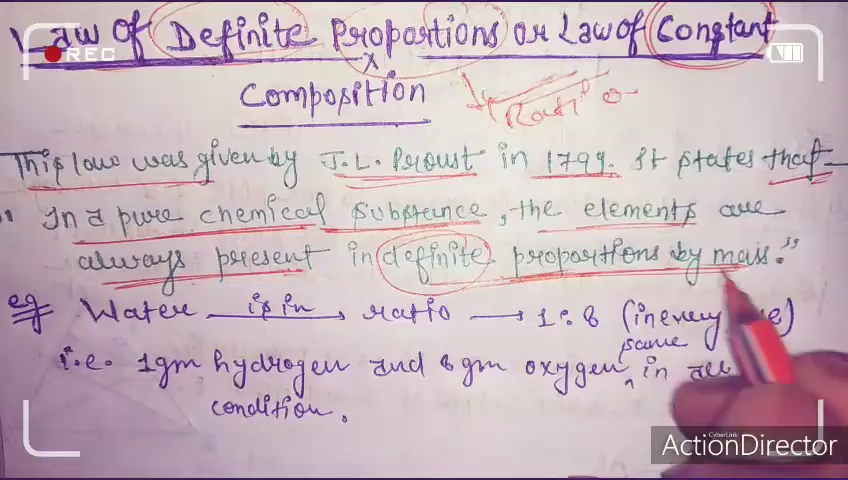 Law of Definite Proportions or Law of Constant
REC
Composition
Ratio
This law was given by J.L. Proust in 1799. It states that
In a pure chemical substance, the elements are
always present in definite proportions by mass."
eg Water is in ratio → 1:8 (in every
same
i.e. 1gm hydrogen and 8gm oxygen ^ in all
condition.
CyberLink
ActionDirector